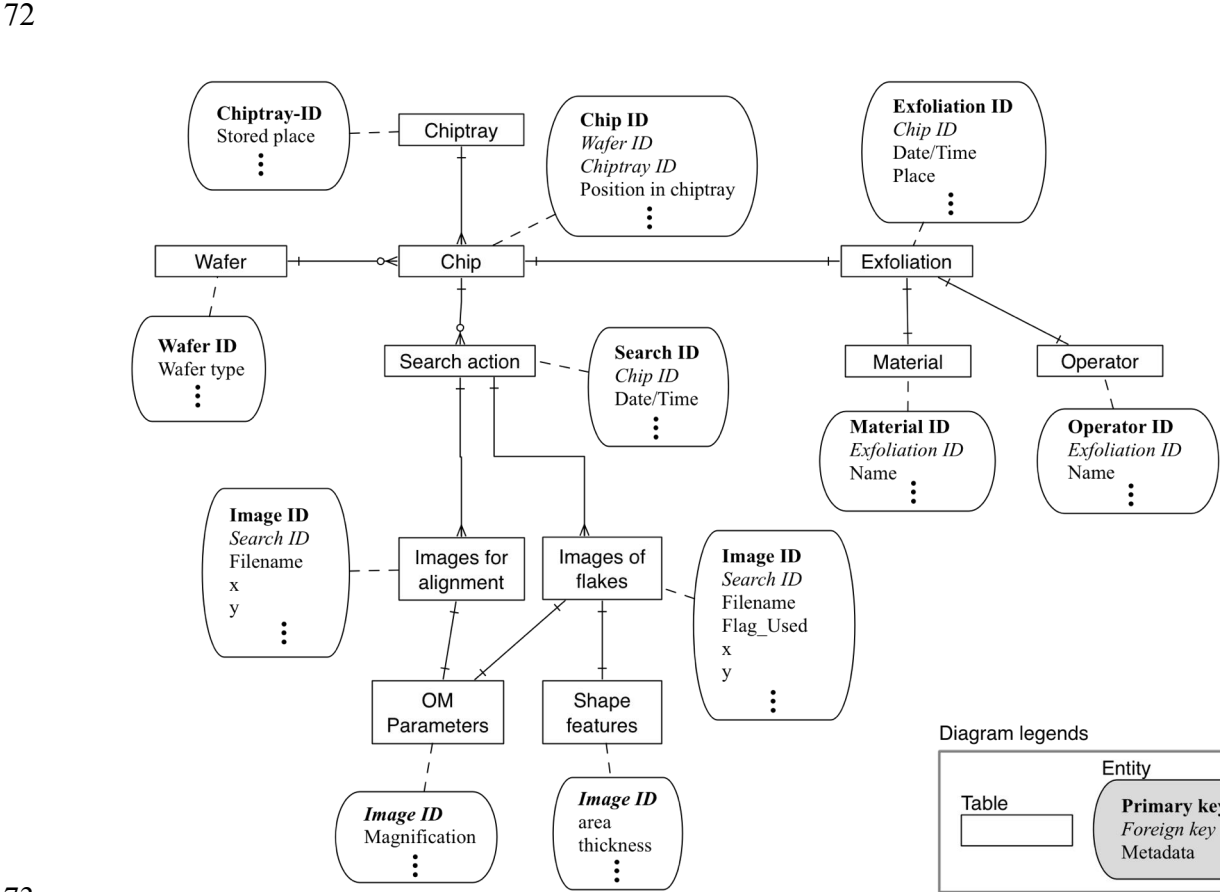 72
Chiptray-ID
Stored place
Chiptray
Chip ID
Wafer ID
Chiptray ID
Position in chiptray
Exfoliation ID
Chip ID
Date/Time
Place
Wafer
Chip
Exfoliation
Wafer ID
Wafer type
Search action
Search ID
Chip ID
Date/Time
Material
Operator
Material ID
Exfoliation ID
Name
Operator ID
Exfoliation ID
Name
Image ID
Search ID
Filename
x
y
Images for
alignment
Images of
flakes
Image ID
Search ID
Filename
Flag_Used
x
y
OM
Parameters
Shape
features
Image ID
Magnification
Image ID
area
thickness
Diagram legends
Table
Entity
Primary key
Foreign key
Metadata